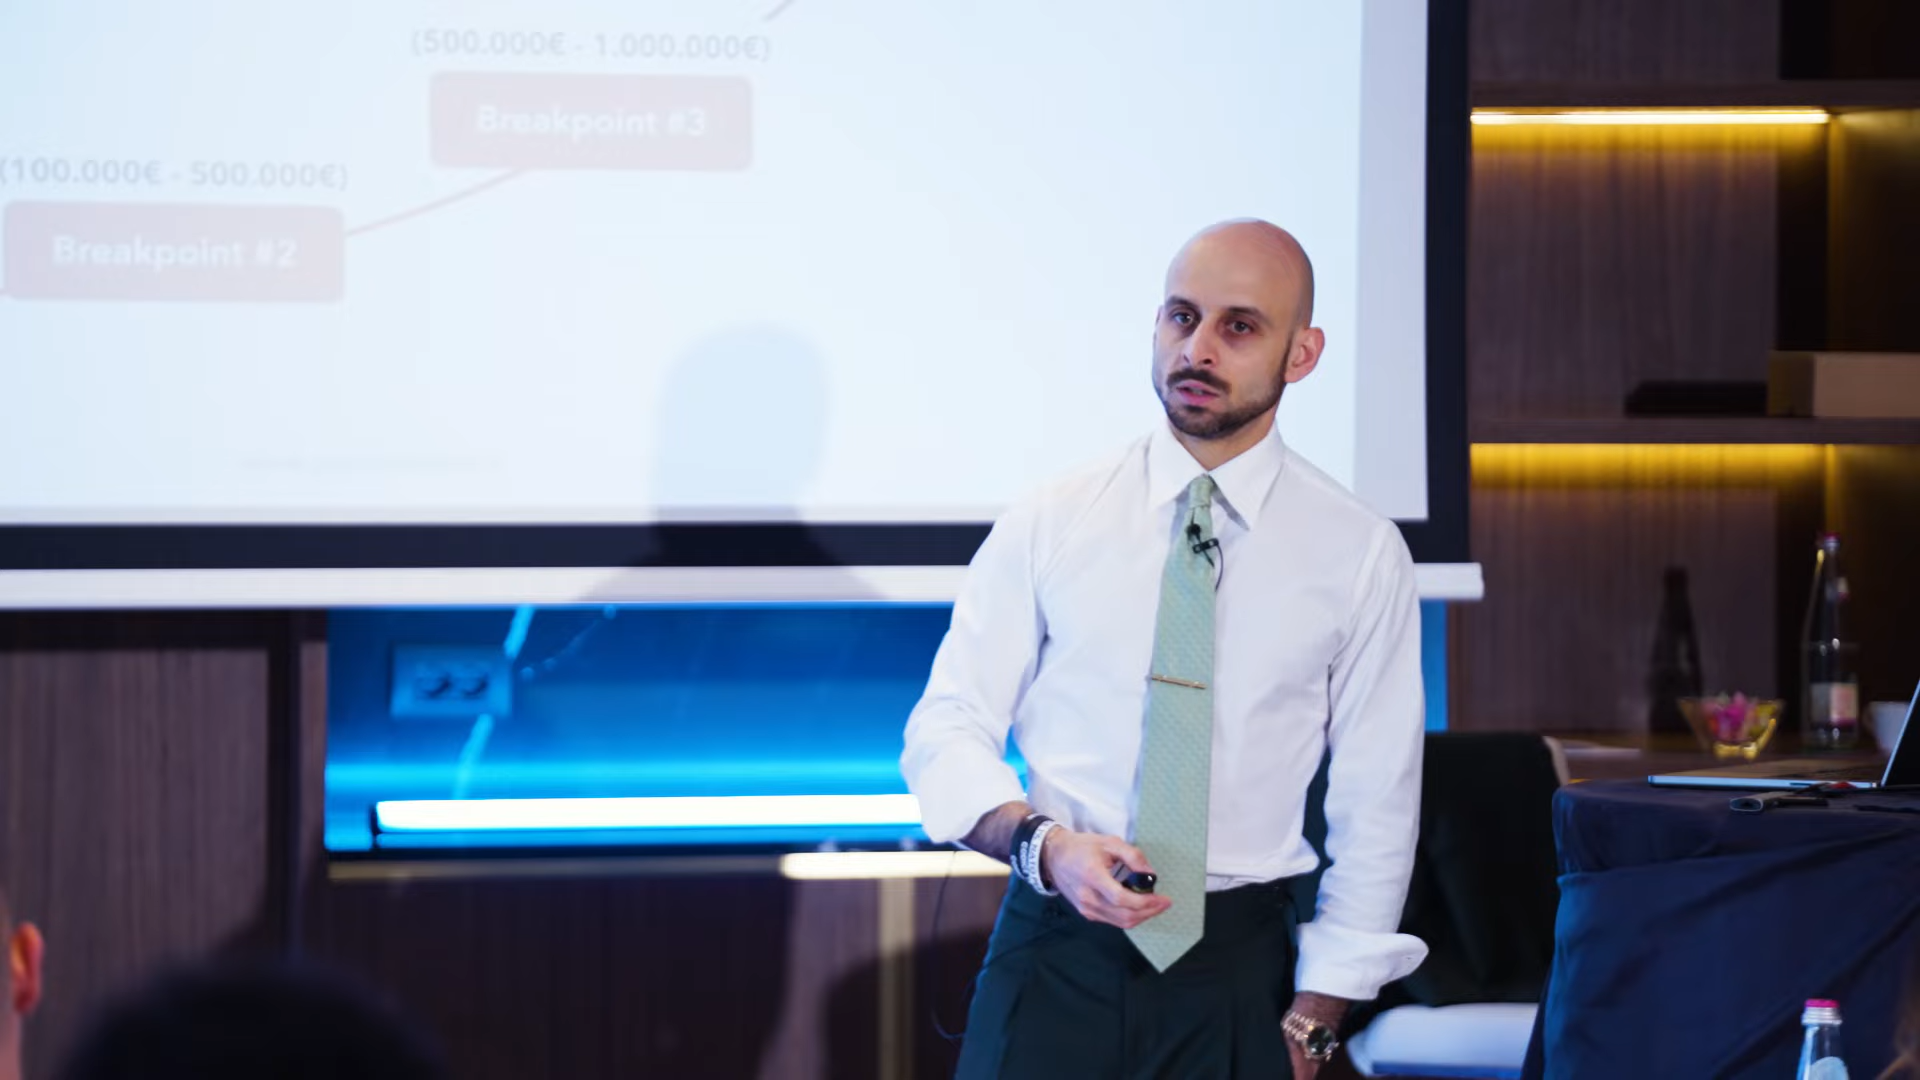 (500.000€ - 1.000.000€)
Breakpoint #3
(100.000€ - 500.000€)
Breakpoint #2